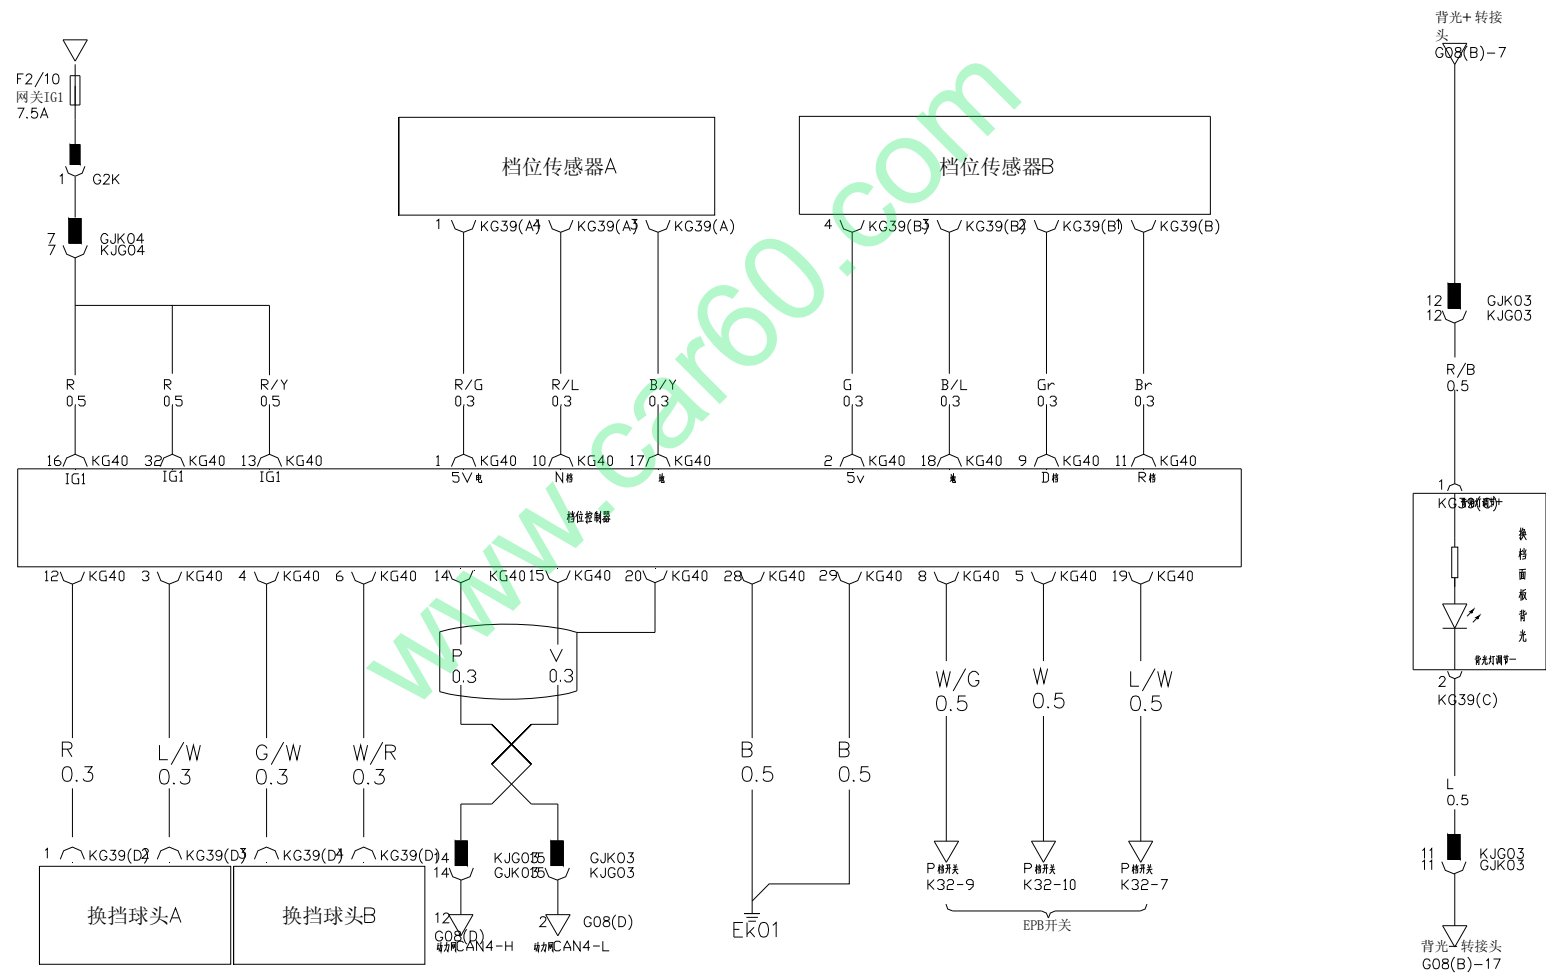 背光+转接
头
G08(B)-7
F2/10
网关IG1
7.5A
1 G2K
7 GJK04
7 KJG04
档位传感器A
档位传感器B
1 KG39(A) 4 KG39(A) 3 KG39(A)
4 KG39(B) 3 KG39(B) 2 KG39(B) 1 KG39(B)
12 GJK03
12 KJG03
R R R/Y R/G R/L B/Y G B/L Gr Br
0.5 0.5 0.5 0.3 0.3 0.3 0.3 0.3 0.3 0.3
R/B
0.5
16 KG40 32 KG40 13 KG40 1 KG40 10 KG40 17 KG40 2 KG40 18 KG40 9 KG40 11 KG40
IG1 IG1 IG1 5V电 N档 地 5v 地 D档 R档
档位控制器
1
KG39(C)
背光灯调节+
换档面板背光
背光灯调节—
2
KG39(C)
12 KG40 3 KG40 4 KG40 6 KG40 14 KG40 15 KG40 20 KG40 28 KG40 29 KG40 8 KG40 5 KG40 19 KG40
P V
0.3 0.3
W/G W L/W
0.5 0.5 0.5
R L/W G/W W/R
0.3 0.3 0.3 0.3
B B
0.5 0.5
L
0.5
1 KG39(D) 2 KG39(D) 3 KG39(D) 4 KG39(D)
14 KJG03 15 GJK03
14 GJK03 15 KJG03
11 KJG03
11 GJK03
P档开关 P档开关 P档开关
K32-9 K32-10 K32-7
EPB开关
换挡球头A
换挡球头B
12
G08(D)
动力网CAN4-H
2 G08(D)
动力网CAN4-L
EK01
背光—转接头
G08(B)-17
www.car60.com